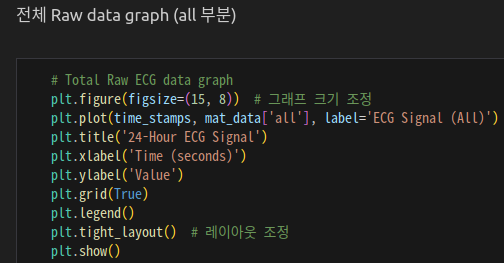 전체 Raw data graph (all 부분)
# Total Raw ECG data graph
plt.figure(figsize=(15, 8))  # 그래프 크기 조정
plt.plot(time_stamps, mat_data['all'], label='ECG Signal (All)')
plt.title('24-Hour ECG Signal')
plt.xlabel('Time (seconds)')
plt.ylabel('Value')
plt.grid(True)
plt.legend()
plt.tight_layout()  # 레이아웃 조정
plt.show()